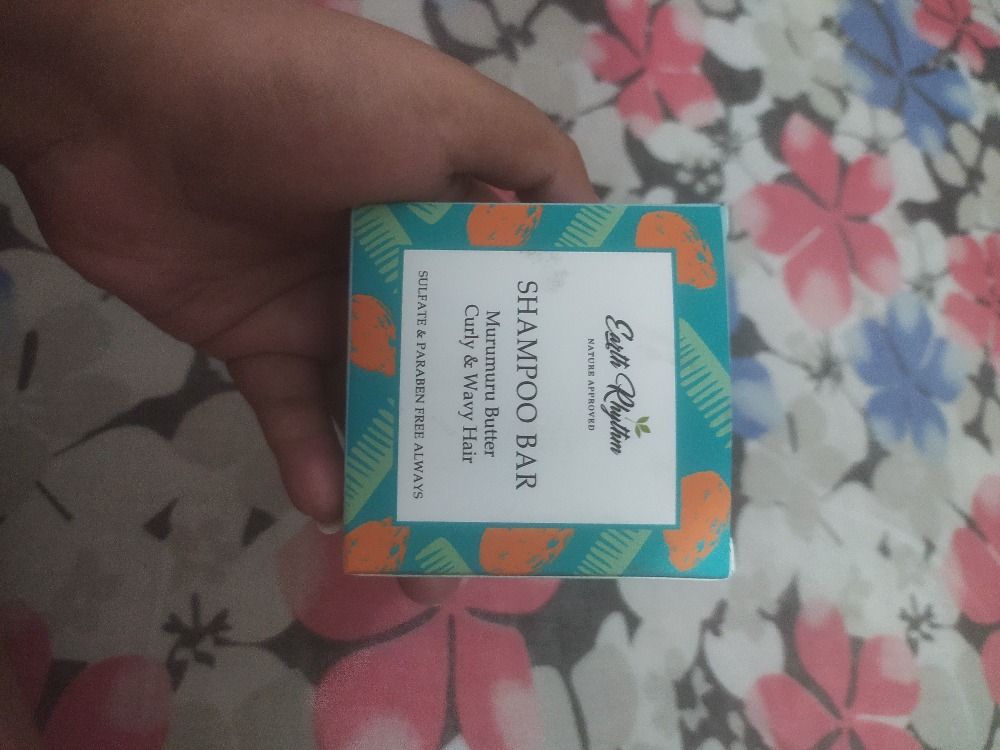 Earth Rhythm
NATURE APPROVED
SHAMPOO BAR
Murumuru Butter
Curly & Wavy Hair
SULFATE & PARABEN FREE ALWAYS